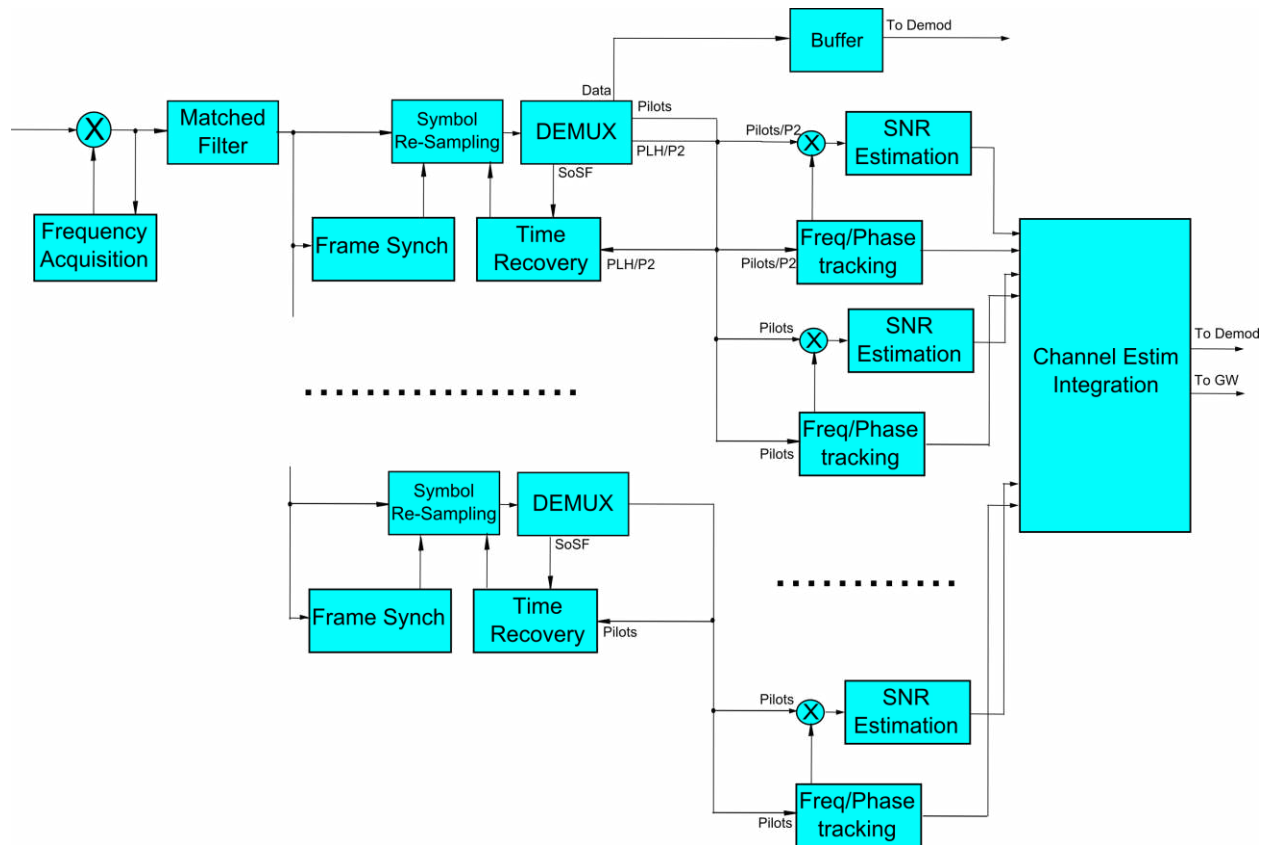 To Demod
Buffer
Data
Pilots
X
Matched
Filter
Symbol
Re-Sampling
DEMUX
PLH/P2
SoSF
Pilots/P2
X
SNR
Estimation
Frequency
Acquisition
Frame Synch
Time
Recovery
PLH/P2
Pilots/P2
Freq/Phase
tracking
Pilots
X
SNR
Estimation
Channel Estim
Integration
To Demod
To GW
Pilots
Freq/Phase
tracking
Symbol
Re-Sampling
DEMUX
SoSF
Frame Synch
Time
Recovery
Pilots
Pilots
X
SNR
Estimation
Pilots
Freq/Phase
tracking